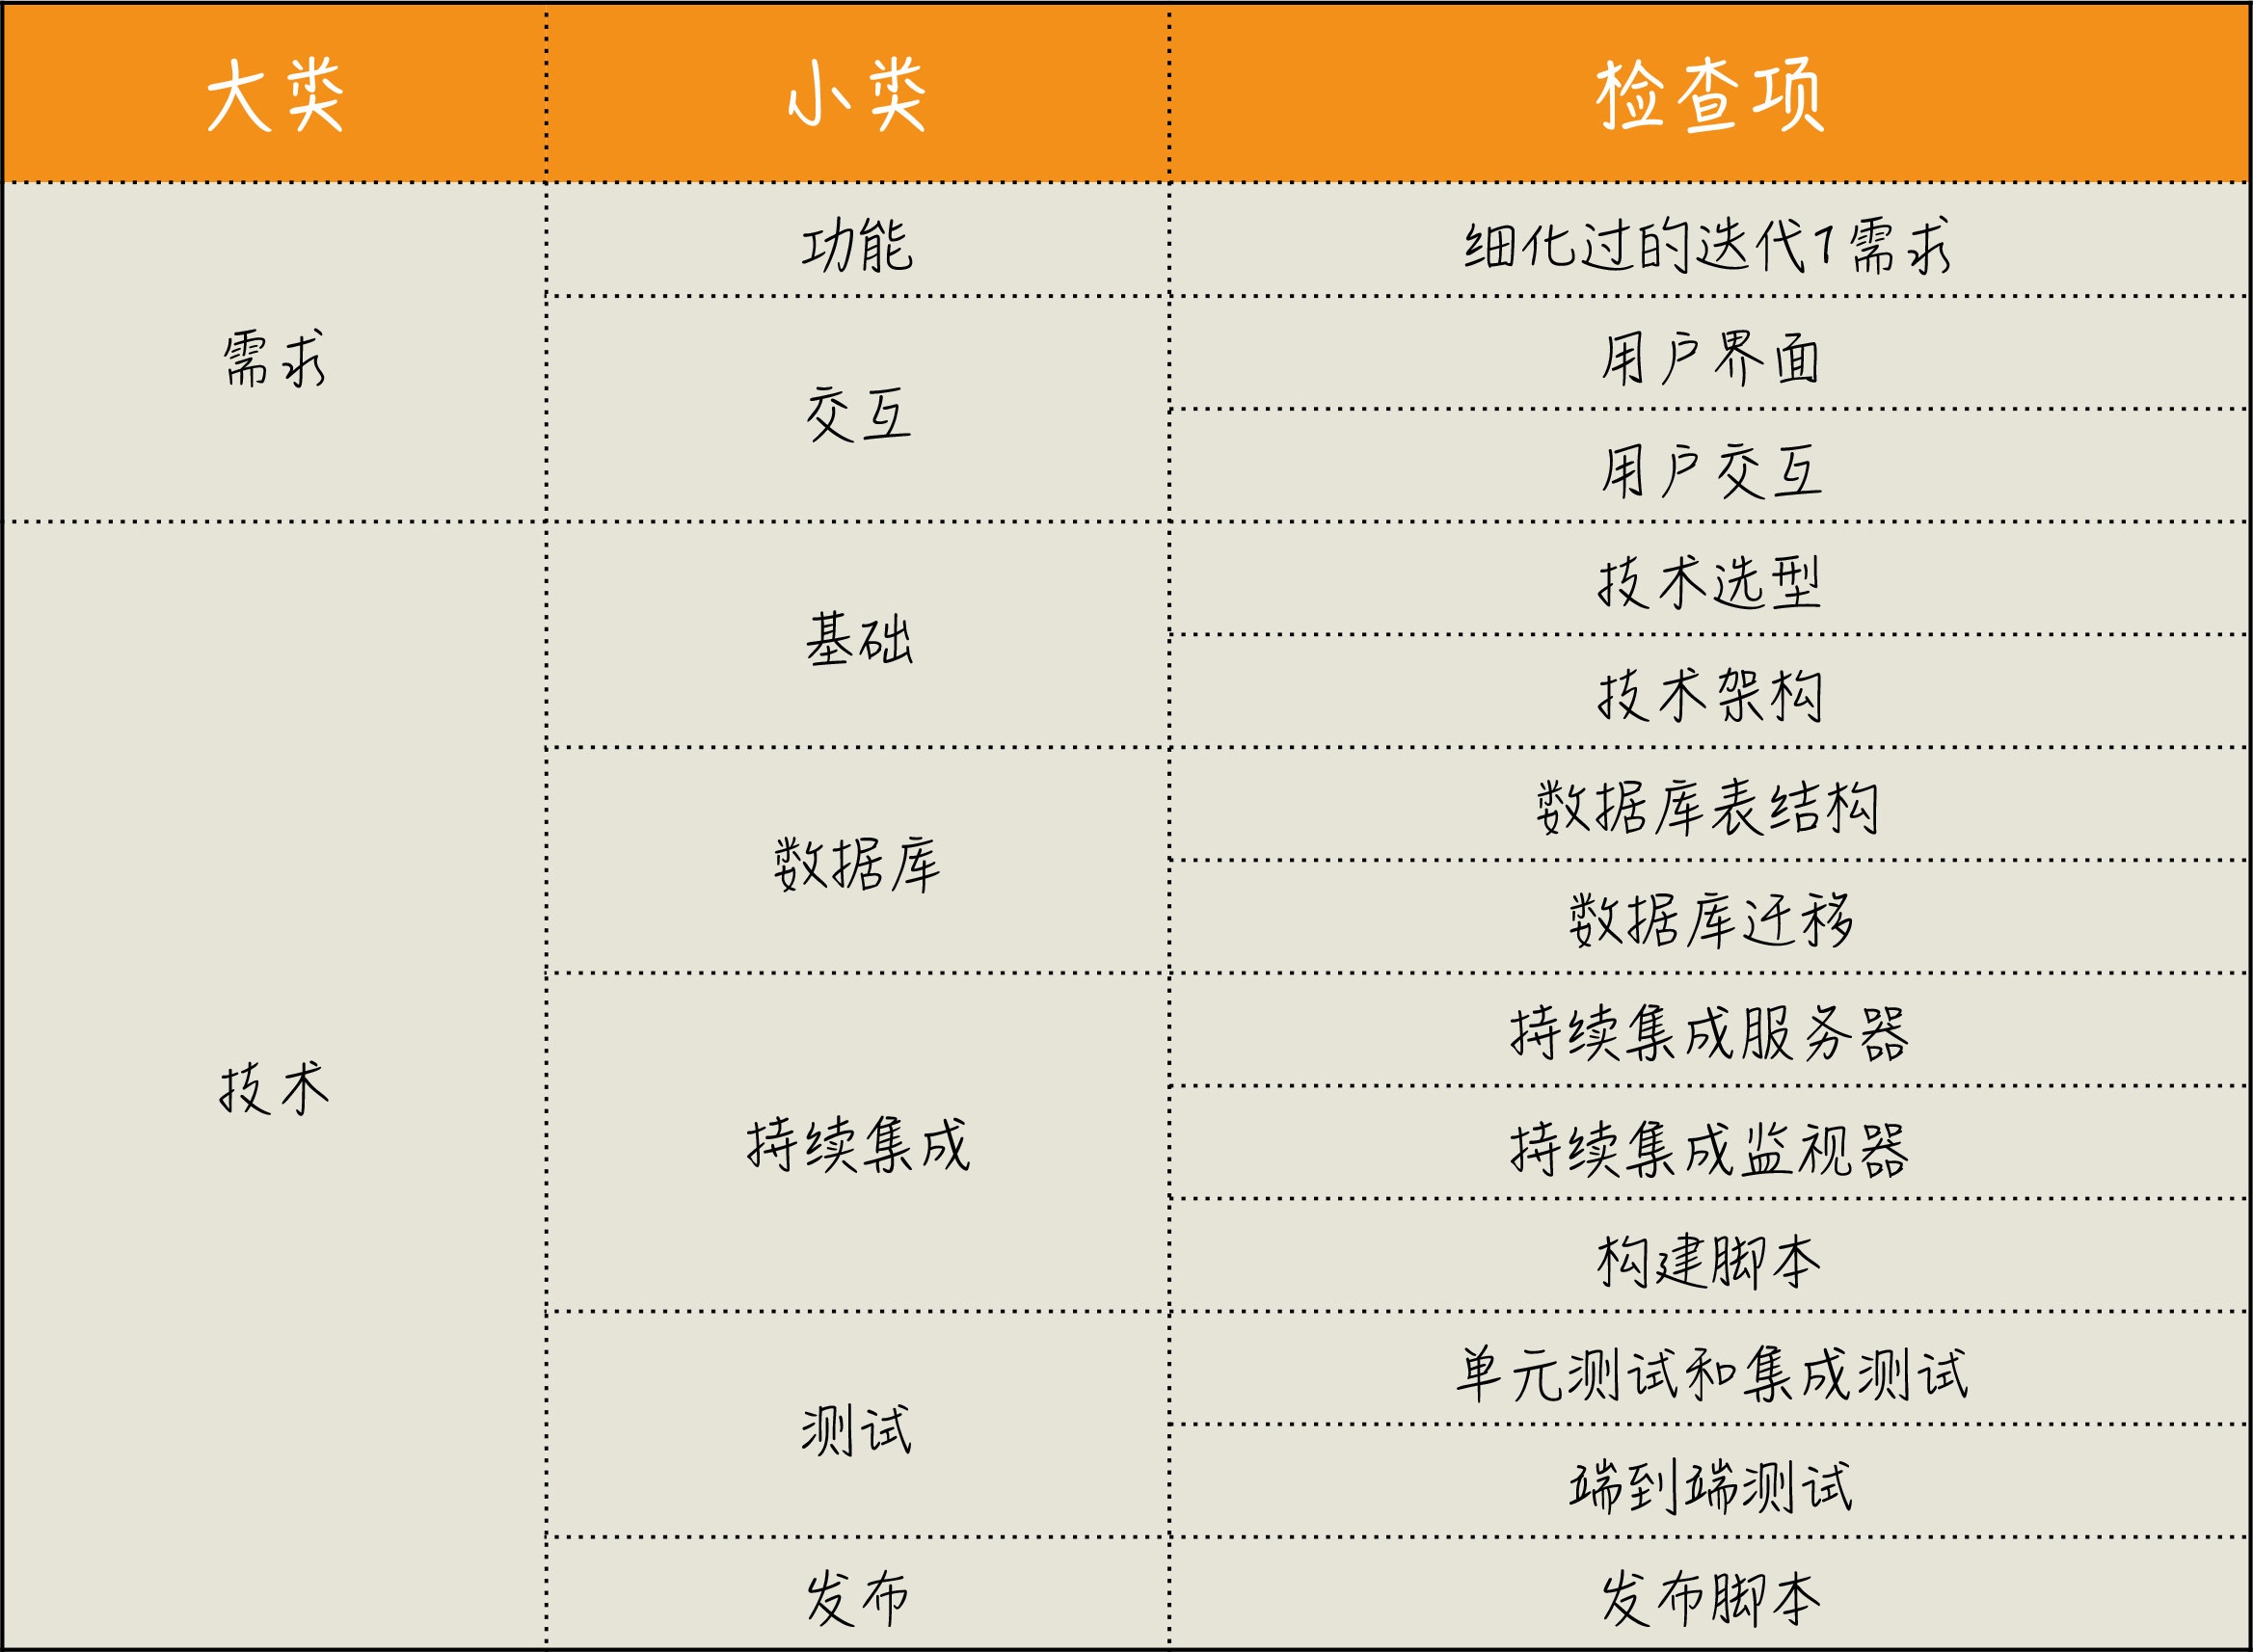 大类 小类 检查项
需求 功能 细化过的迭代1需求
交互 用户界面
用户交互
技术 基础 技术选型
技术架构
数据库 数据库表结构
数据库迁移
持续集成 持续集成服务器
持续集成监视器
构建脚本
测试 单元测试和集成测试
端到端测试
发布 发布脚本